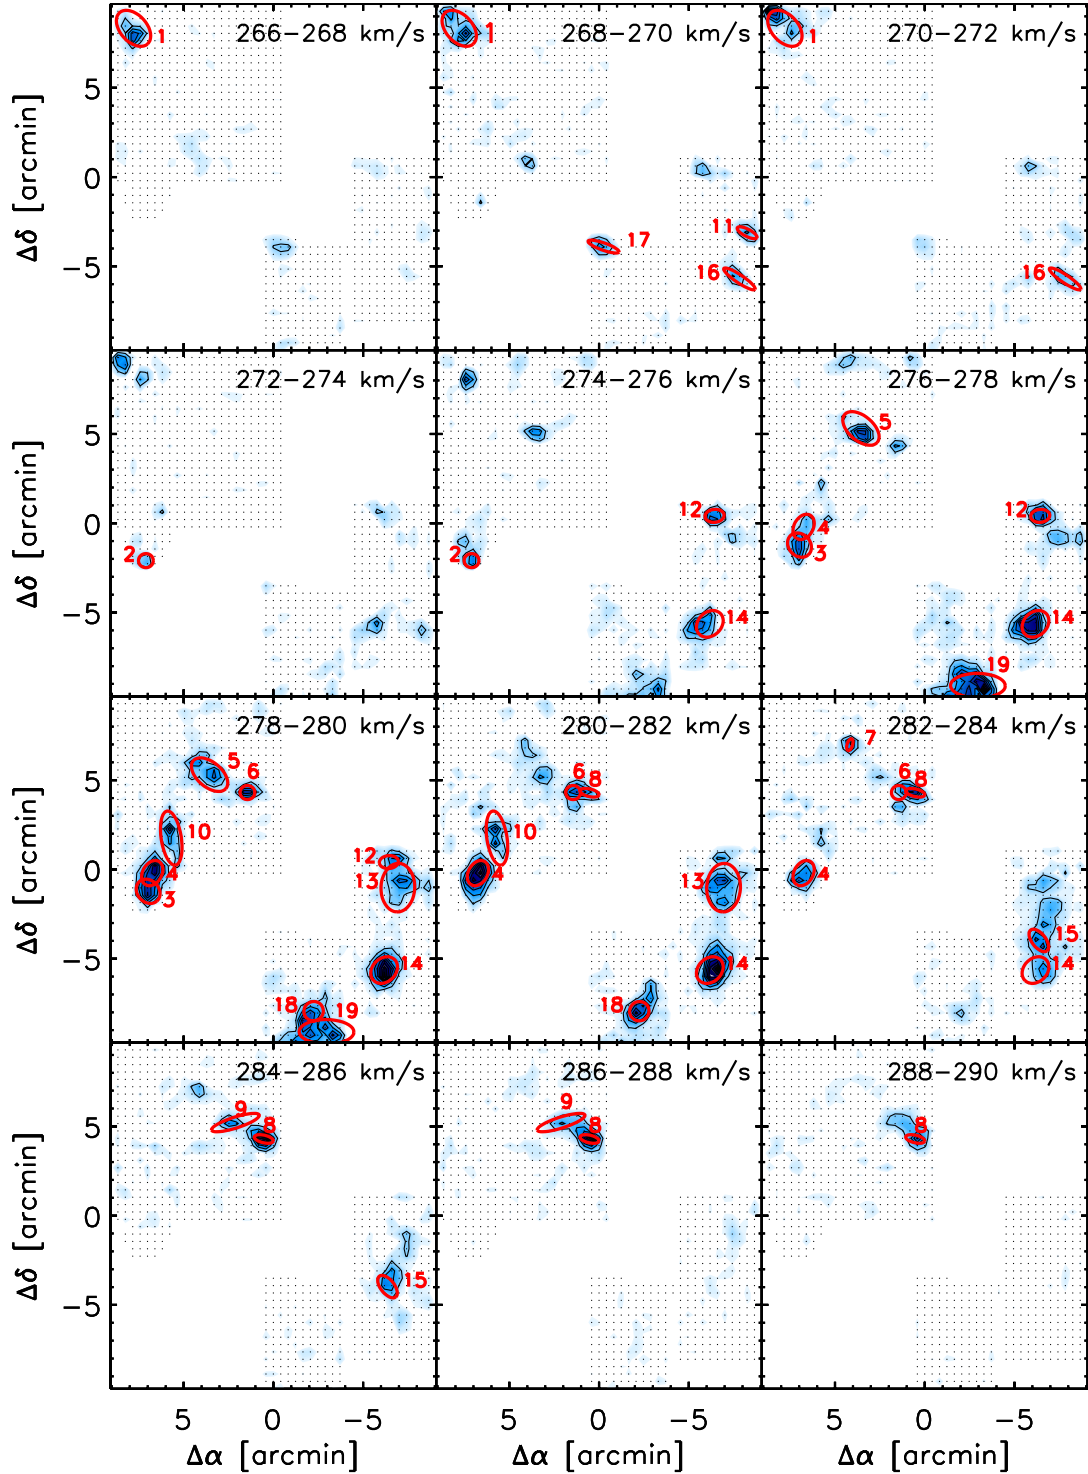 266−268 km/s
1
268−270 km/s
1
17
11
16
270−272 km/s
1
16
5
0
−5
Δδ [arcmin]
272−274 km/s
2
274−276 km/s
12
2
14
276−278 km/s
5
12
4
3
14
19
5
0
−5
Δδ [arcmin]
278−280 km/s
5
6
10
12
4
13
3
14
18
19
280−282 km/s
6
8
10
4
13
14
18
282−284 km/s
7
6
8
4
15
14
5
0
−5
Δδ [arcmin]
284−286 km/s
9
8
15
286−288 km/s
9
8
288−290 km/s
8
5
0
−5
Δδ [arcmin]
5 0 −5
5 0 −5
5 0 −5
Δα [arcmin]
Δα [arcmin]
Δα [arcmin]